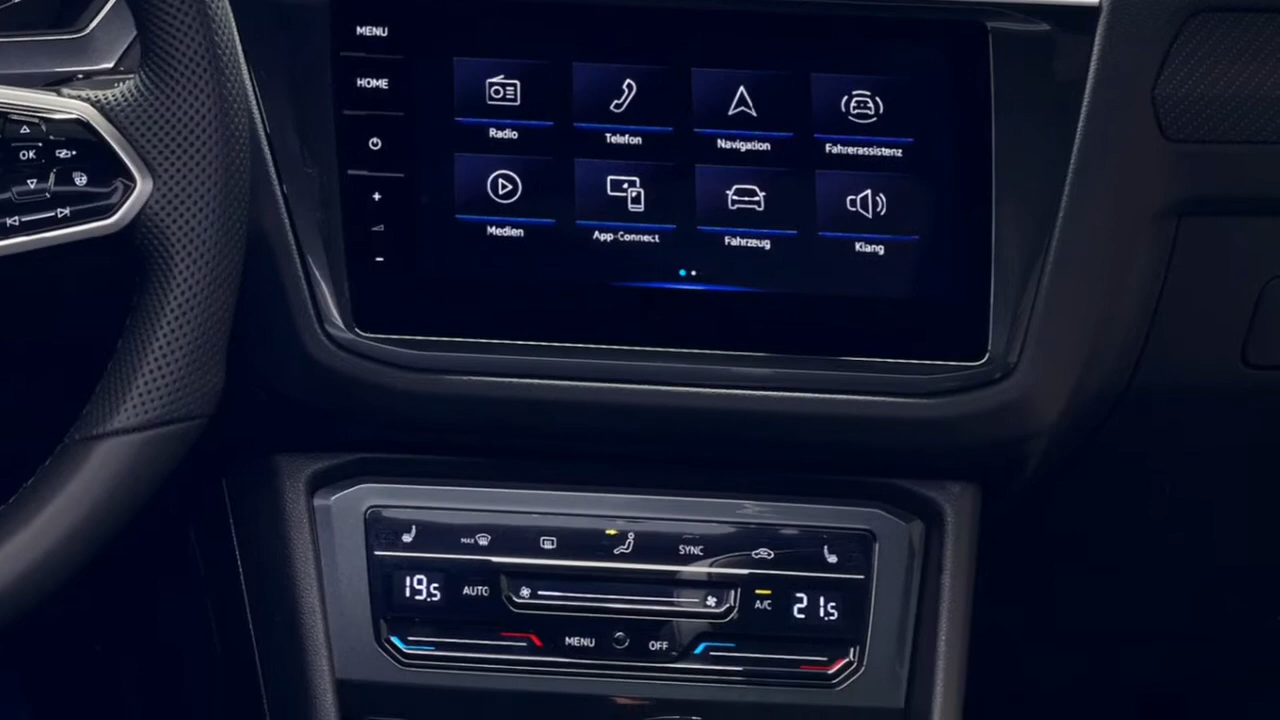 MENU
HOME
OK
Radio
Telefon
Navigation
Fahrerassistenz
Medien
App-Connect
Fahrzeug
Klang
MAX
SYNC
19.5
AUTO
A/C
21.5
MENU
OFF